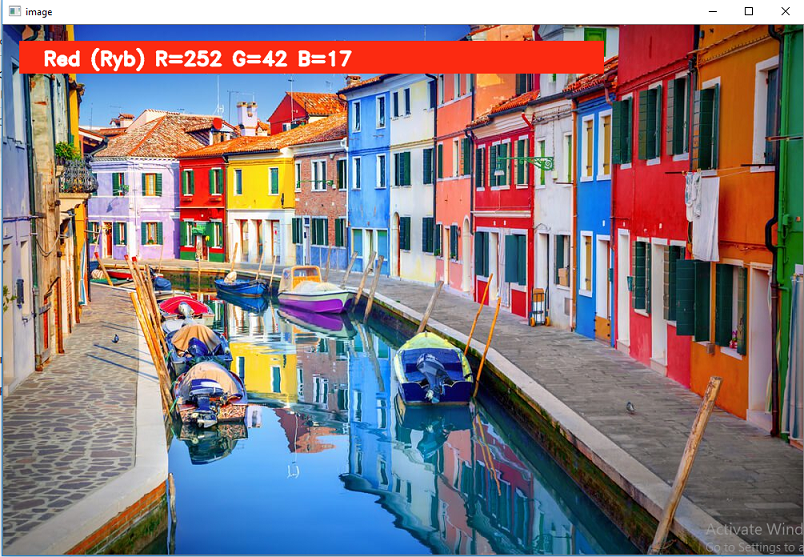 image
Red (Ryb) R=252 G=42 B=17
Activate Wind
Go to Settings to a